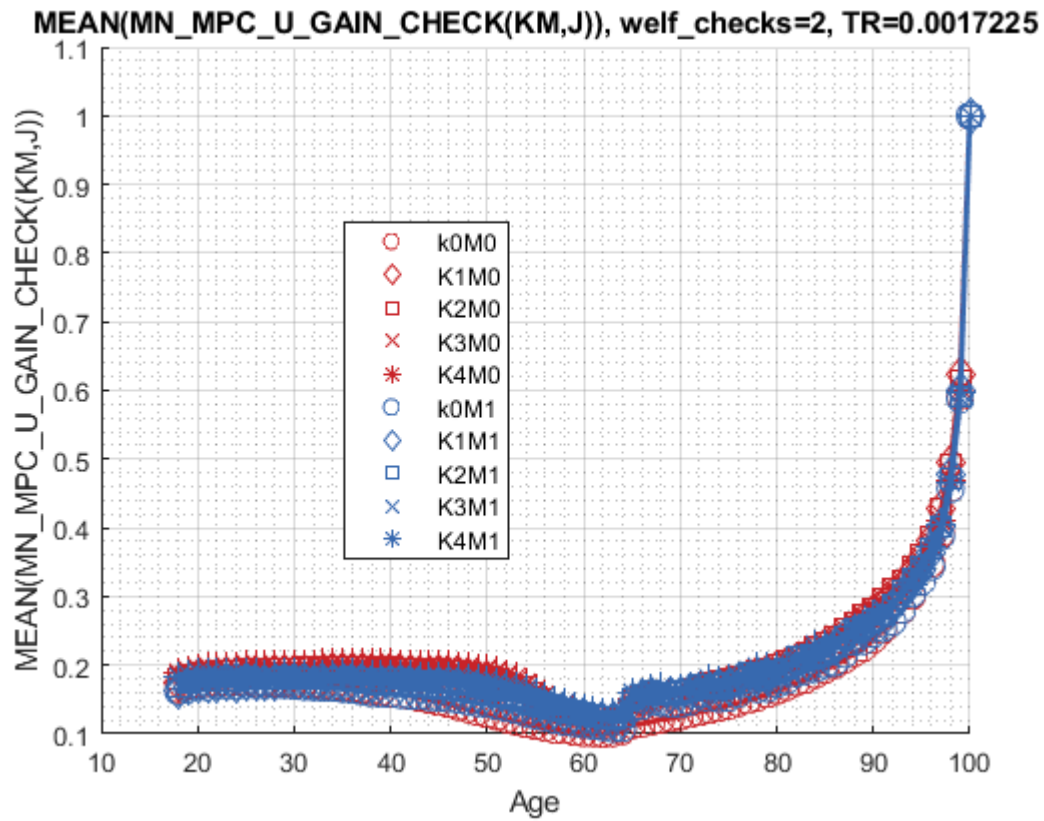 MEAN(MN_MPC_U_GAIN_CHECK(KM,J)), welf_checks=2, TR=0.0017225
MEAN(MN_MPC_U_GAIN_CHECK(KM,J))
1.1
1
0.9
0.8
0.7
0.6
0.5
0.4
0.3
0.2
0.1
k0M0
K1M0
K2M0
K3M0
K4M0
k0M1
K1M1
K2M1
K3M1
K4M1
10 20 30 40 50 60 70 80 90 100
Age